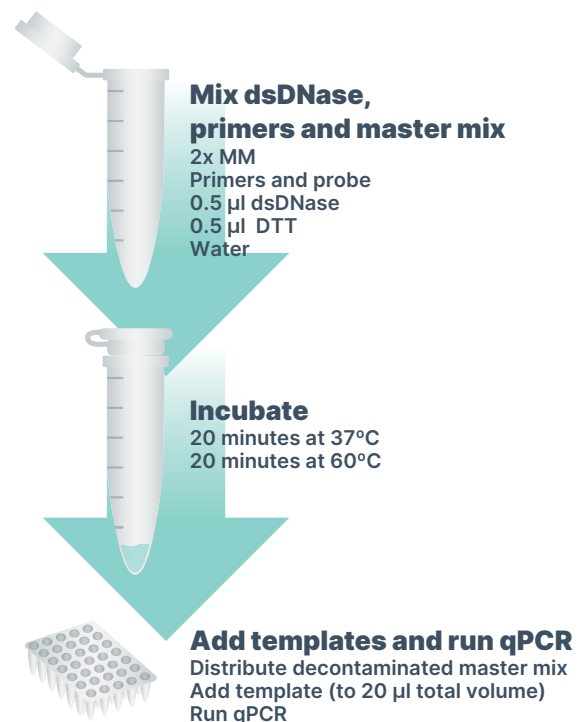 Mix dsDNase,
primers and master mix
2x MM
Primers and probe
0.5 µl dsDNase
0.5 µl  DTT
Water
Incubate
20 minutes at 37ºC
20 minutes at 60ºC
Add templates and run qPCR
Distribute decontaminated master mix
Add template (to 20 µl total volume)
Run qPCR